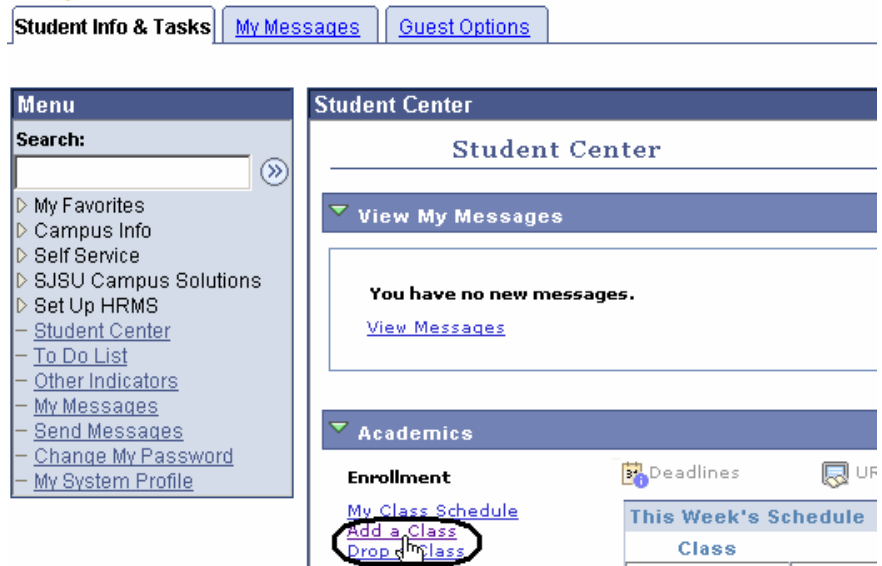 Student Info & Tasks My Messages Guest Options
Menu
Search:
My Favorites
Campus Info
Self Service
SJSU Campus Solutions
Set Up HRMS
Student Center
To Do List
Other Indicators
My Messages
Send Messages
Change My Password
My System Profile
Student Center
Student Center
View My Messages
You have no new messages.
View Messages
Academics
Enrollment
My Class Schedule
Add a Class
Drop a Class
Deadlines
UR
This Week's Schedule
Class